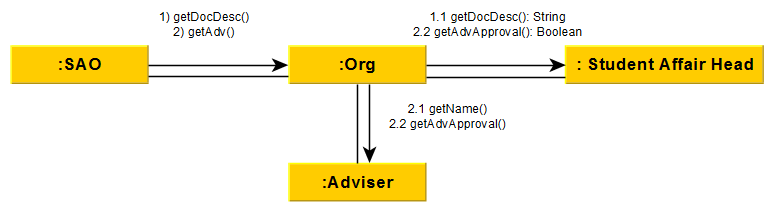 1) getDocDesc()
2) getAdv()
1.1 getDocDesc(): String
2.2 getAdvApproval(): Boolean
:SAO
:Org
: Student Affair Head
2.1 getName()
2.2 getAdvApproval()
:Adviser